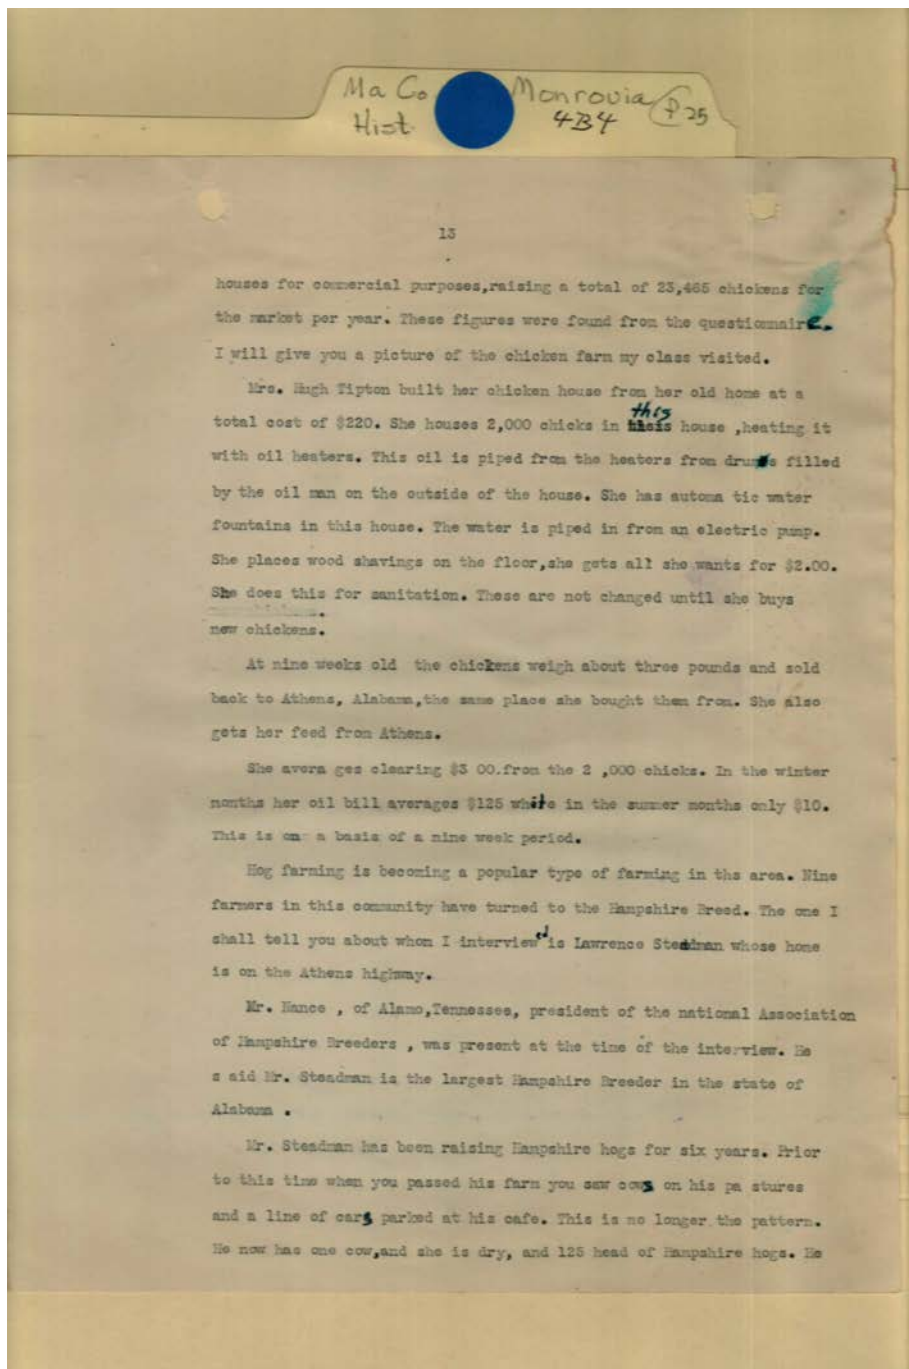 Ma Co Monrovia P 25
Hist. 4B4
13
houses for commercial purposes,raising a total of 23,465 chickens for
the market per year. These figures were found from the questionnaire.
I will give you a picture of the chicken farm my class visited.
Mrs. Hugh Tipton built her chicken house from her old home at a
this
total cost of $220. She houses 2,000 chicks in house ,heating it
with oil heaters. This oil is piped from the heaters from drums filled
by the oil man on the outside of the house. She has automa tic water
fountains in this house. The water is piped in from an electric pump.
She places wood shavings on the floor,she gets all she wants for $2.00.
She does this for sanitation. These are not changed until she buys
new chickens.
At nine weeks old the chickens weigh about three pounds and sold
back to Athens, Alabama,the same place she bought them from. She also
gets her feed from Athens.
She avera ges clearing $3 00.from the 2 ,000 chicks. In the winter
months her oil bill averages $125 while in the summer months only $10.
This is on a basis of a nine week period.
Hog farming is becoming a popular type of farming in ths area. Nine
farmers in this community have turned to the Hampshire Breed. The one I
shall tell you about whom I interviewed is Lawrence Steadman whose home
is on the Athens highway.
Mr. Nance , of Alamo,Tennessee, president of the national Association
of Hampshire Breeders , was present at the time of the interview. He
s aid Mr. Steadman is the largest Hampshire Breeder in the state of
Alabama .
Mr. Steadman has been raising Hampshire hogs for six years. Prior
to this time when you passed his farm you saw cows on his pa stures
and a line of cars parked at his cafe. This is no longer the pattern.
He now has one cow,and she is dry, and 125 head of Hampshire hogs. He